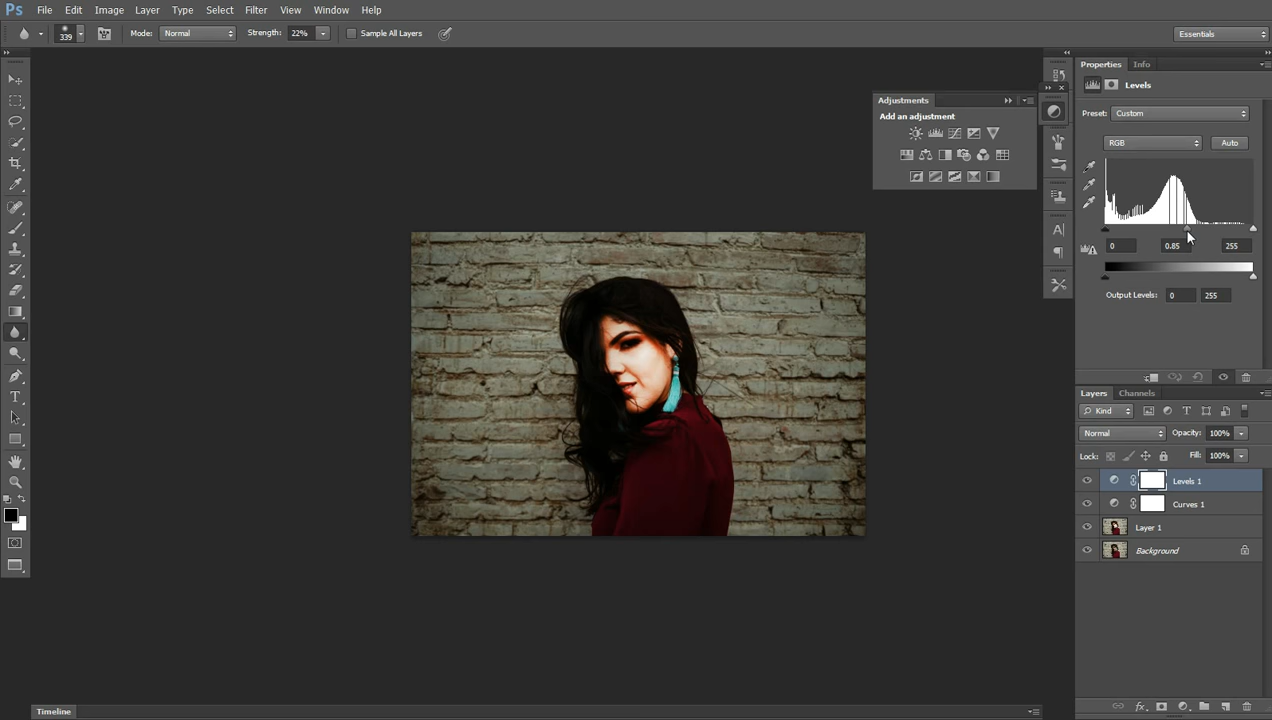 Ps File Edit Image Layer Type Select Filter View Window Help
339 Mode: Normal Strength: 22% Sample All Layers Essentials
Properties Info
Levels
Adjustments
Add an adjustment
Preset: Custom
RGB Auto
0 0.85 255
Output Levels: 0 255
Layers Channels
Kind
Normal Opacity: 100%
Lock: Fill: 100%
Levels 1
Curves 1
Layer 1
Background
Timeline